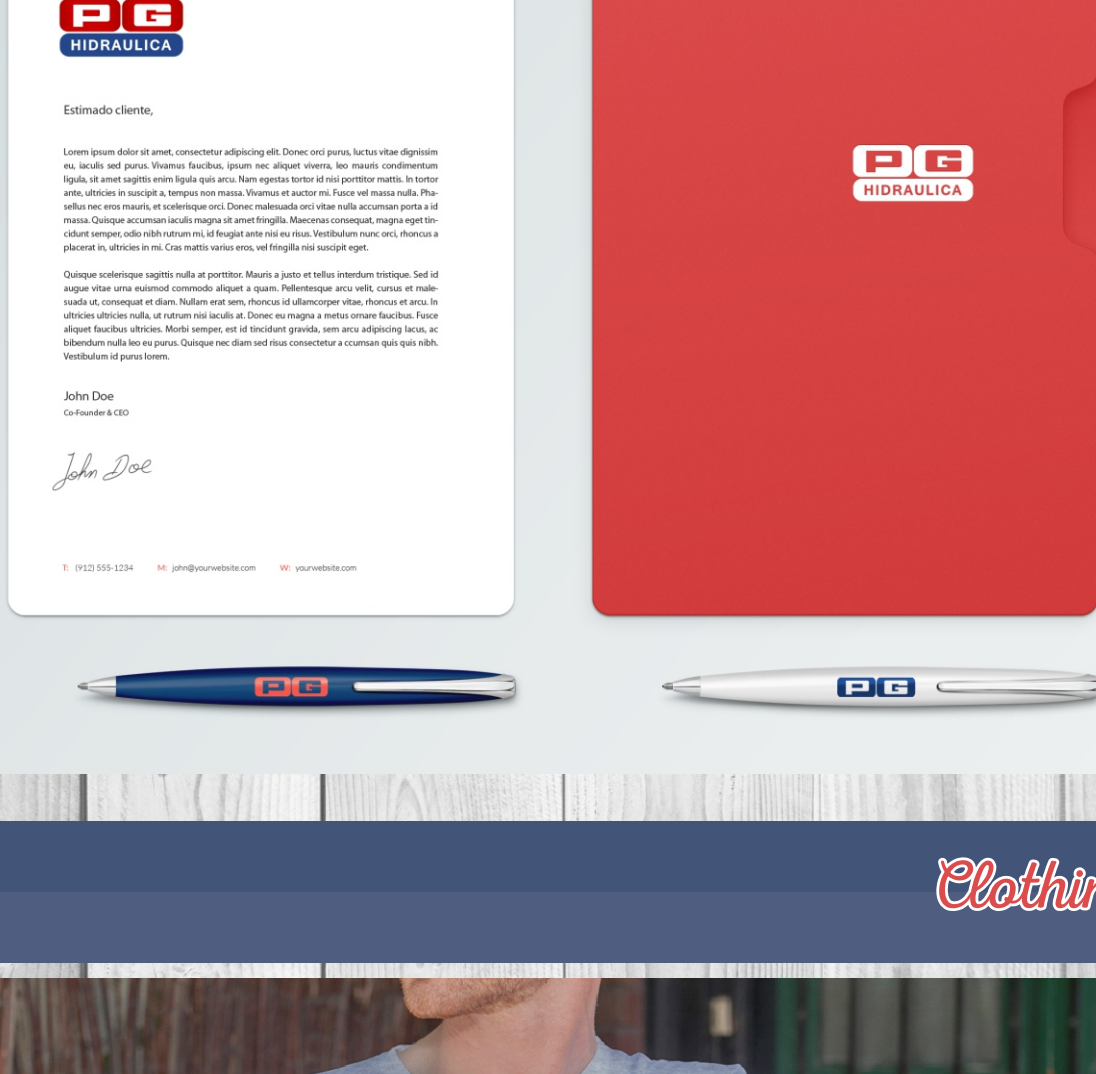 PG
HIDRAULICA
Estimado cliente,
Lorem ipsum dolor sit amet, consectetur adipiscing elit. Donec orci purus, luctus vitae dignissim
eu, iaculis sed purus. Vivamus faucibus, ipsum nec aliquet viverra, leo mauris condimentum
ligula, sit amet sagittis enim ligula quis arcu. Nam egestas tortor id nisi porttitor mattis. In tortor
ante, ultricies in suscipit a, tempus non massa. Vivamus et auctor mi. Fusce vel massa nulla. Pha-
sellus nec eros mauris, et scelerisque orci. Donec malesuada orci vitae nulla accumsan porta a id
massa. Quisque accumsan iaculis magna sit amet fringilla. Maecenas consequat, magna eget tin-
cidunt semper, odio nibh rutrum mi, id feugiat ante nisi eu risus. Vestibulum nunc orci, rhoncus a
placerat in, ultricies in mi. Cras mattis varius eros, vel fringilla nisi suscipit eget.
Quisque scelerisque sagittis nulla at porttitor. Mauris a justo et tellus interdum tristique. Sed id
augue vitae urna euismod commodo aliquet a quam. Pellentesque arcu velit, cursus et male-
suada ut, consequat et diam. Nullam erat sem, rhoncus id ullamcorper vitae, rhoncus et arcu. In
ultricies ultricies nulla, ut rutrum nisi iaculis at. Donec eu magna a metus ornare faucibus. Fusce
aliquet faucibus ultricies. Morbi semper, est id tincidunt gravida, sem arcu adipiscing lacus, ac
bibendum nulla leo eu purus. Quisque nec diam sed risus consectetur a ccumsan quis quis nibh.
Vestibulum id purus lorem.
John Doe
Co-Founder & CEO
John Doe
T: (912) 555-1234 M: john@yourwebsite.com W: yourwebsite.com
PG
HIDRAULICA
PG
PG
Clothin